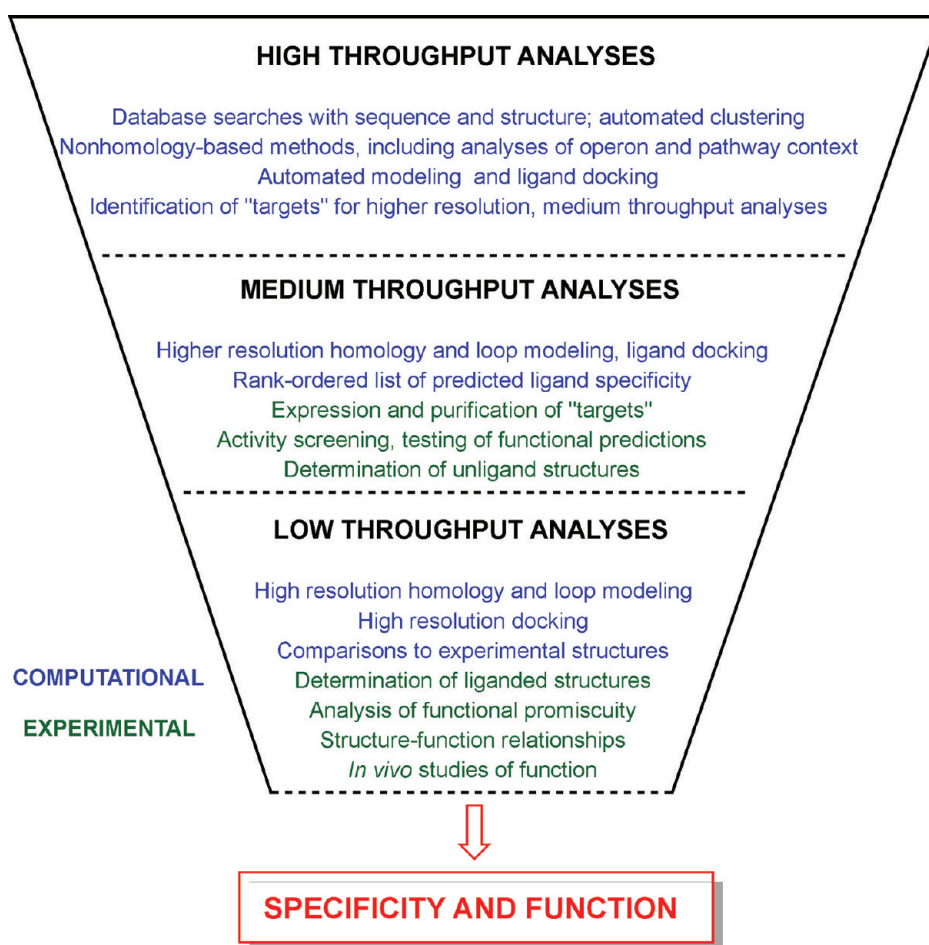 HIGH THROUGHPUT ANALYSES
Database searches with sequence and structure; automated clustering
Nonhomology-based methods, including analyses of operon and pathway context
Automated modeling and ligand docking
Identification of "targets" for higher resolution, medium throughput analyses
MEDIUM THROUGHPUT ANALYSES
Higher resolution homology and loop modeling, ligand docking
Rank-ordered list of predicted ligand specificity
Expression and purification of "targets"
Activity screening, testing of functional predictions
Determination of unligand structures
LOW THROUGHPUT ANALYSES
High resolution homology and loop modeling
High resolution docking
Comparisons to experimental structures
Determination of liganded structures
Analysis of functional promiscuity
Structure-function relationships
In vivo studies of function
COMPUTATIONAL
EXPERIMENTAL
SPECIFICITY AND FUNCTION